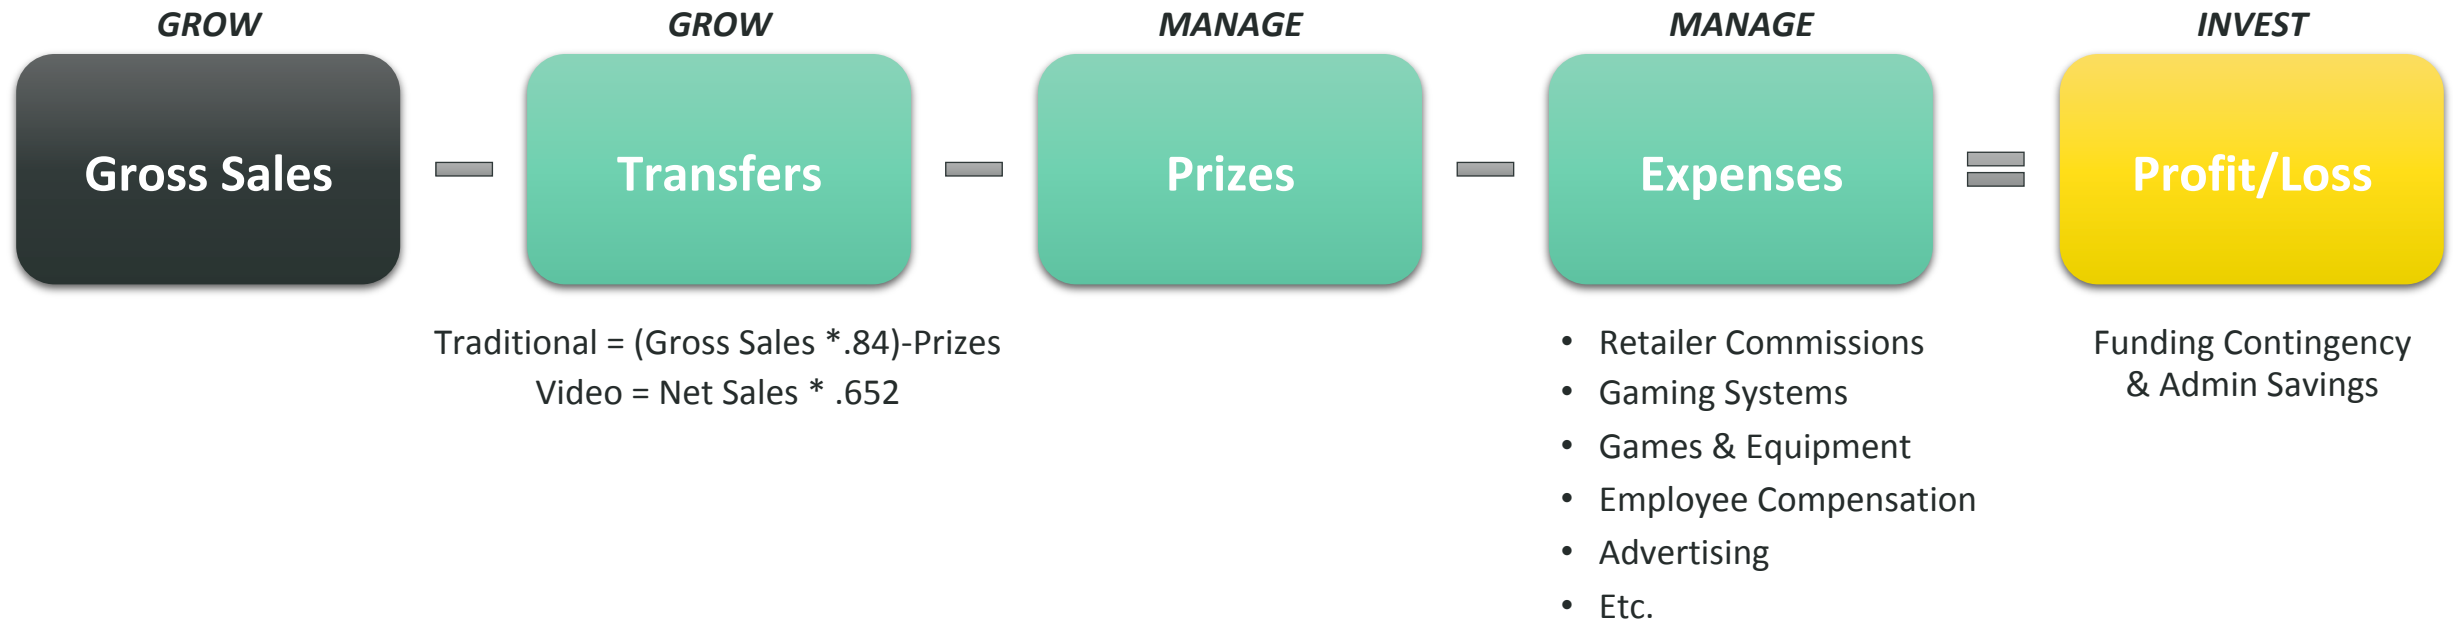 GROW
GROW
MANAGE
MANAGE
INVEST
Gross Sales
Transfers
Prizes
Expenses
Profit/Loss
Traditional = (Gross Sales *.84)-Prizes
Video = Net Sales * .652
• Retailer Commissions
• Gaming Systems
• Games & Equipment
• Employee Compensation
• Advertising
• Etc.
Funding Contingency
& Admin Savings